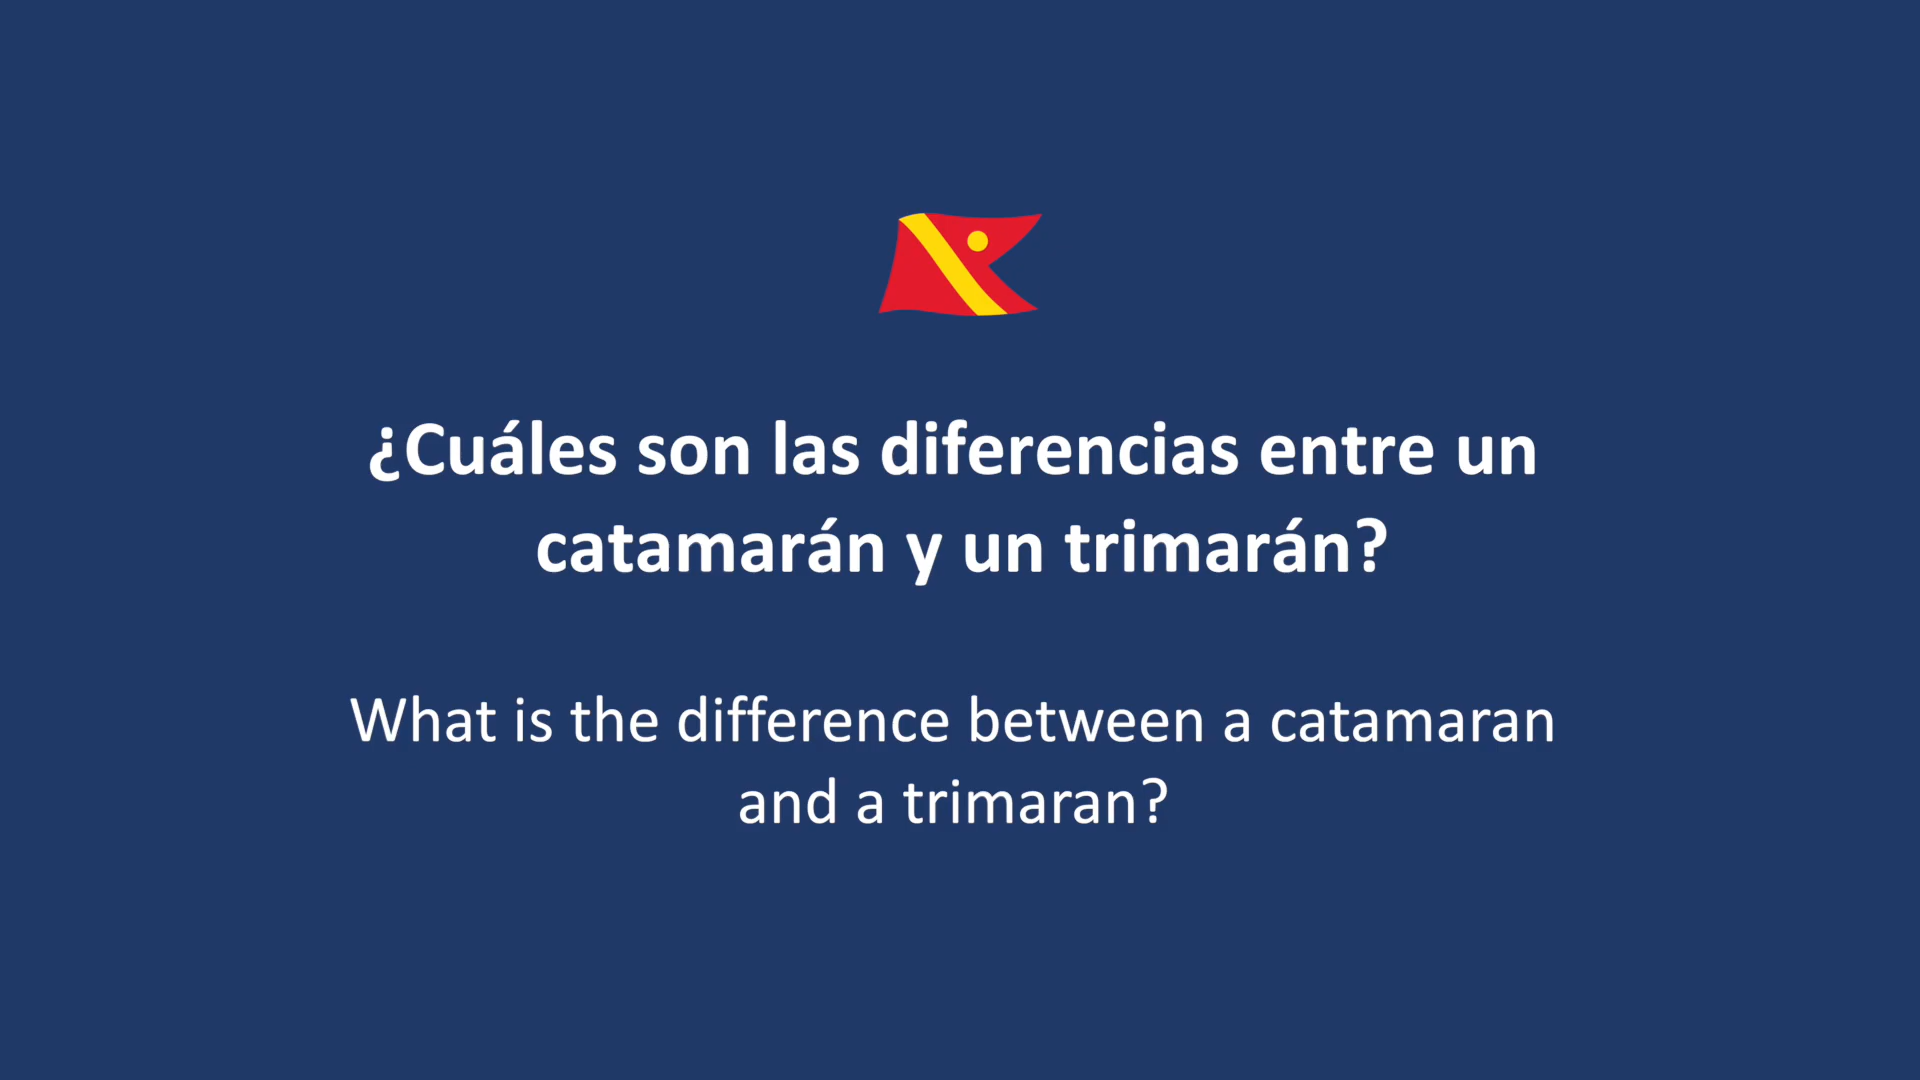 ¿Cuáles son las diferencias entre un
catamarán y un trimarán?
What is the difference between a catamaran
and a trimaran?